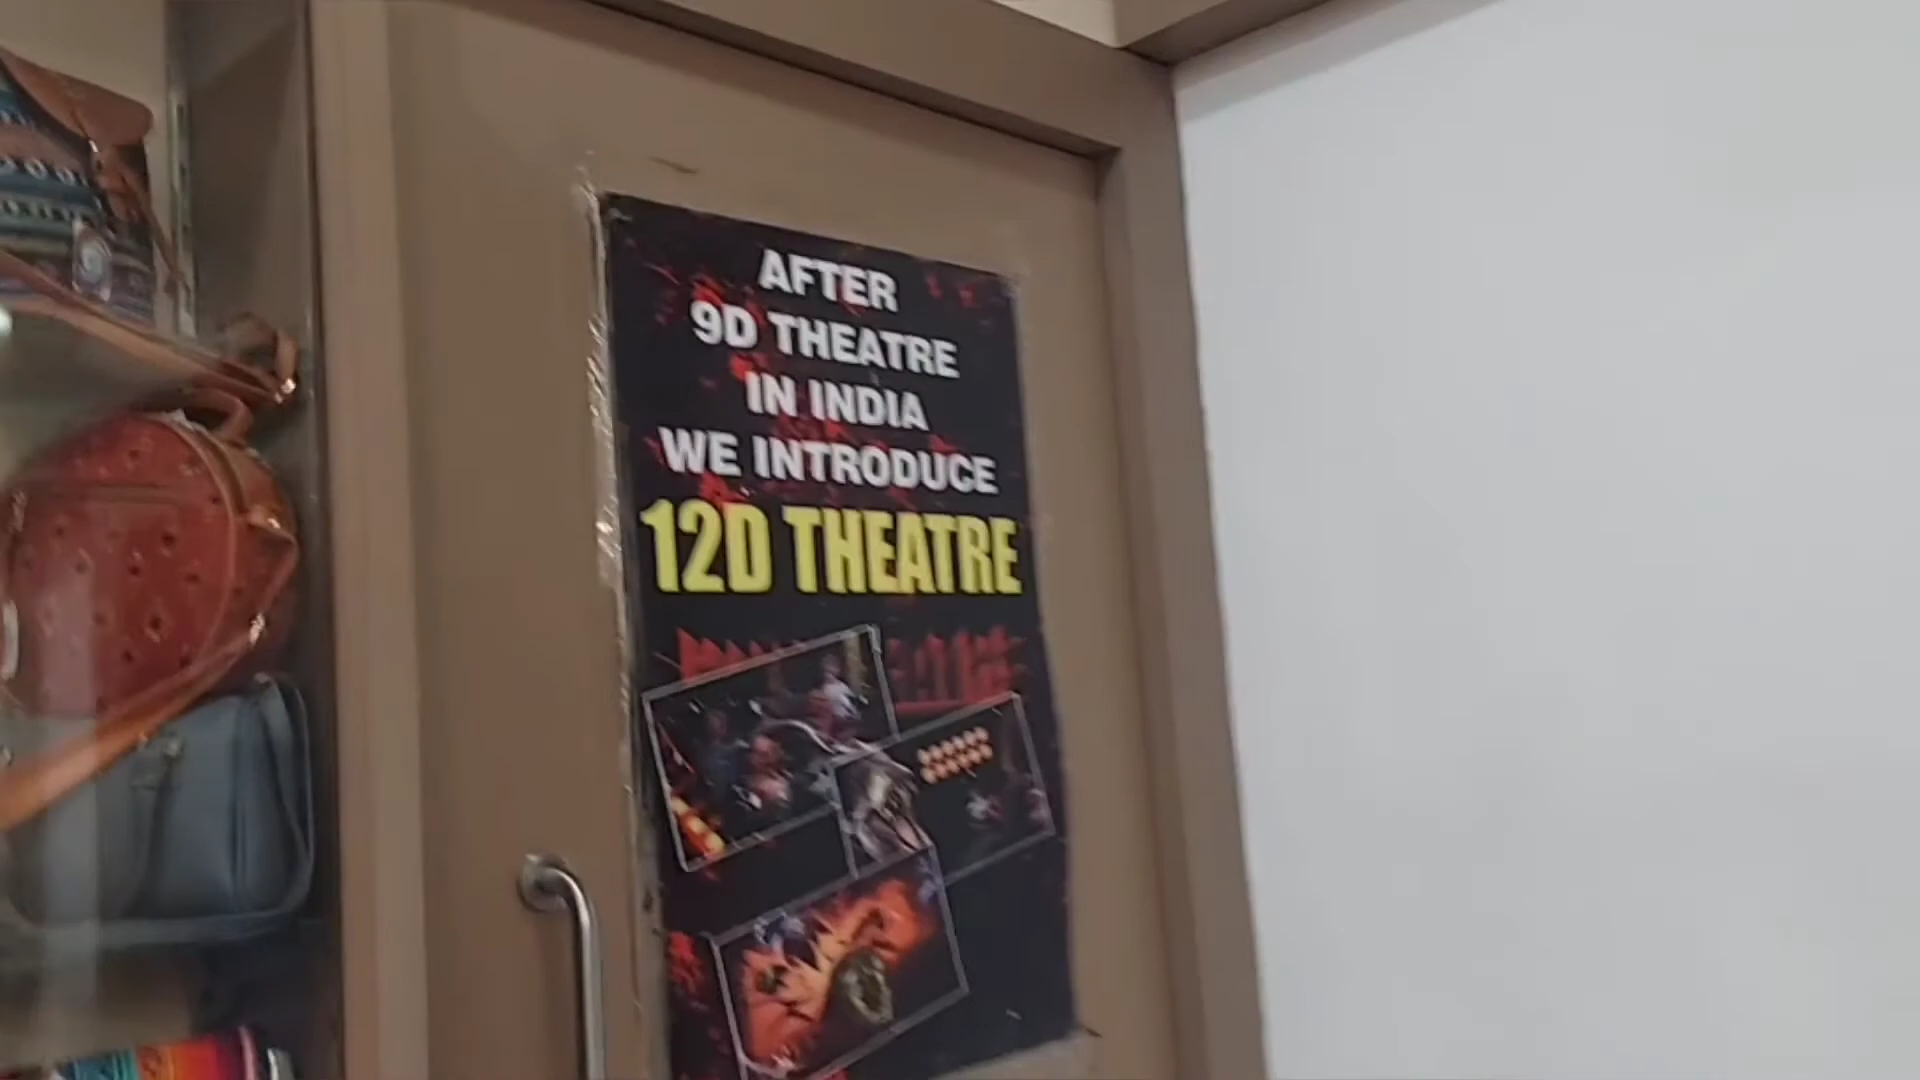 AFTER
9D THEATRE
IN INDIA
WE INTRODUCE
12D THEATRE